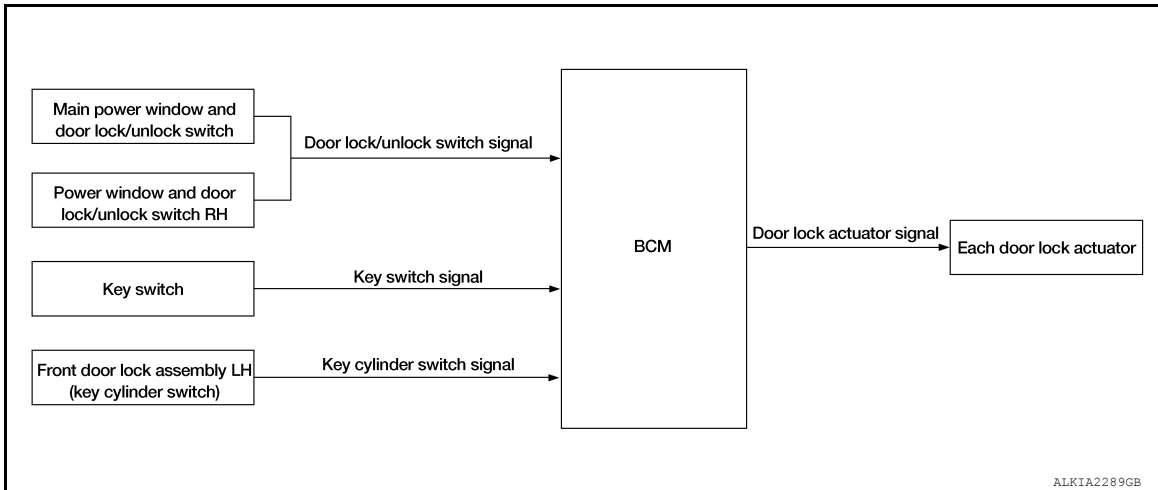 Main power window and
door lock/unlock switch
Door lock/unlock switch signal
Power window and door
lock/unlock switch RH
Key switch
Key switch signal
Front door lock assembly LH
(key cylinder switch)
Key cylinder switch signal
BCM
Door lock actuator signal
Each door lock actuator
ALKIA2289GB